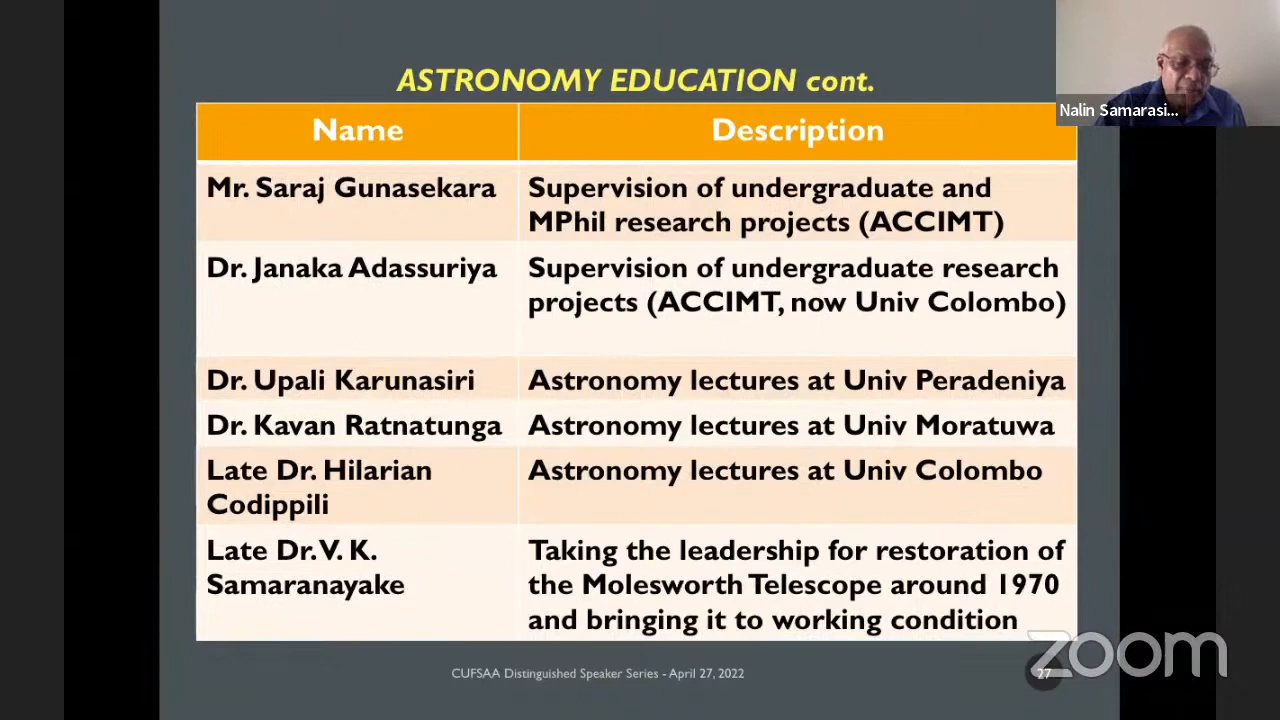 ASTRONOMY EDUCATION cont.
Nalin Samarasi...
Name Description
Mr. Saraj Gunasekara
Supervision of undergraduate and
MPhil research projects (ACCIMT)
Dr. Janaka Adassuriya
Supervision of undergraduate research
projects (ACCIMT, now Univ Colombo)
Dr. Upali Karunasiri
Astronomy lectures at Univ Peradeniya
Dr. Kavan Ratnatunga
Astronomy lectures at Univ Moratuwa
Late Dr. Hilarian
Codippili
Astronomy lectures at Univ Colombo
Late Dr. V. K.
Samaranayake
Taking the leadership for restoration of
the Molesworth Telescope around 1970
and bringing it to working condition
CUFSAA Distinguished Speaker Series - April 27, 2022
27
zoom